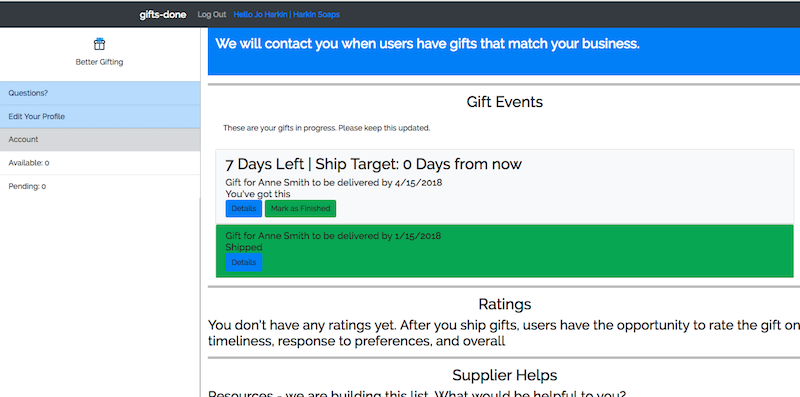 gifts-done Log Out Hello Jo Harkin | Harkin Soaps
Better Gifting
Questions?
Edit Your Profile
Account
Available: 0
Pending: 0
We will contact you when users have gifts that match your business.
Gift Events
These are your gifts in progress. Please keep this updated.
7 Days Left | Ship Target: 0 Days from now
Gift for Anne Smith to be delivered by 4/15/2018
You've got this
Details Mark as Finished
Gift for Anne Smith to be delivered by 1/15/2018
Shipped
Details
Ratings
You don't have any ratings yet. After you ship gifts, users have the opportunity to rate the gift on
timeliness, response to preferences, and overall
Supplier Helps
Resources - we are building this list. What would be helpful to you?